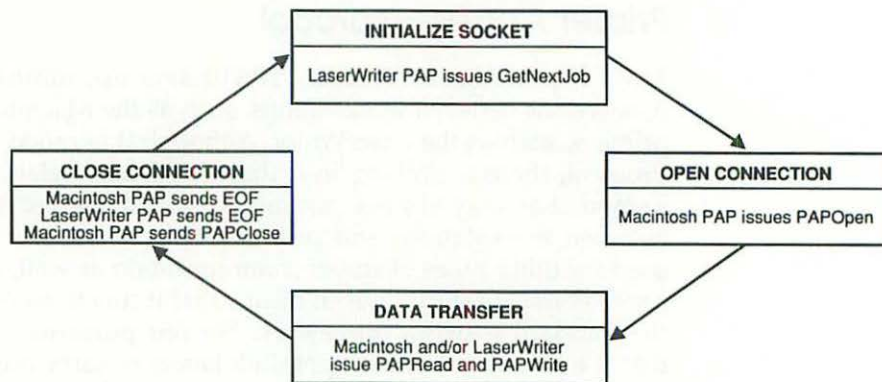 INITIALIZE SOCKET
LaserWriter PAP issues GetNextJob
CLOSE CONNECTION
Macintosh PAP sends EOF
LaserWriter PAP sends EOF
Macintosh PAP sends PAPClose
OPEN CONNECTION
Macintosh PAP issues PAPOpen
DATA TRANSFER
Macintosh and/or LaserWriter
issue PAPRead and PAPWrite